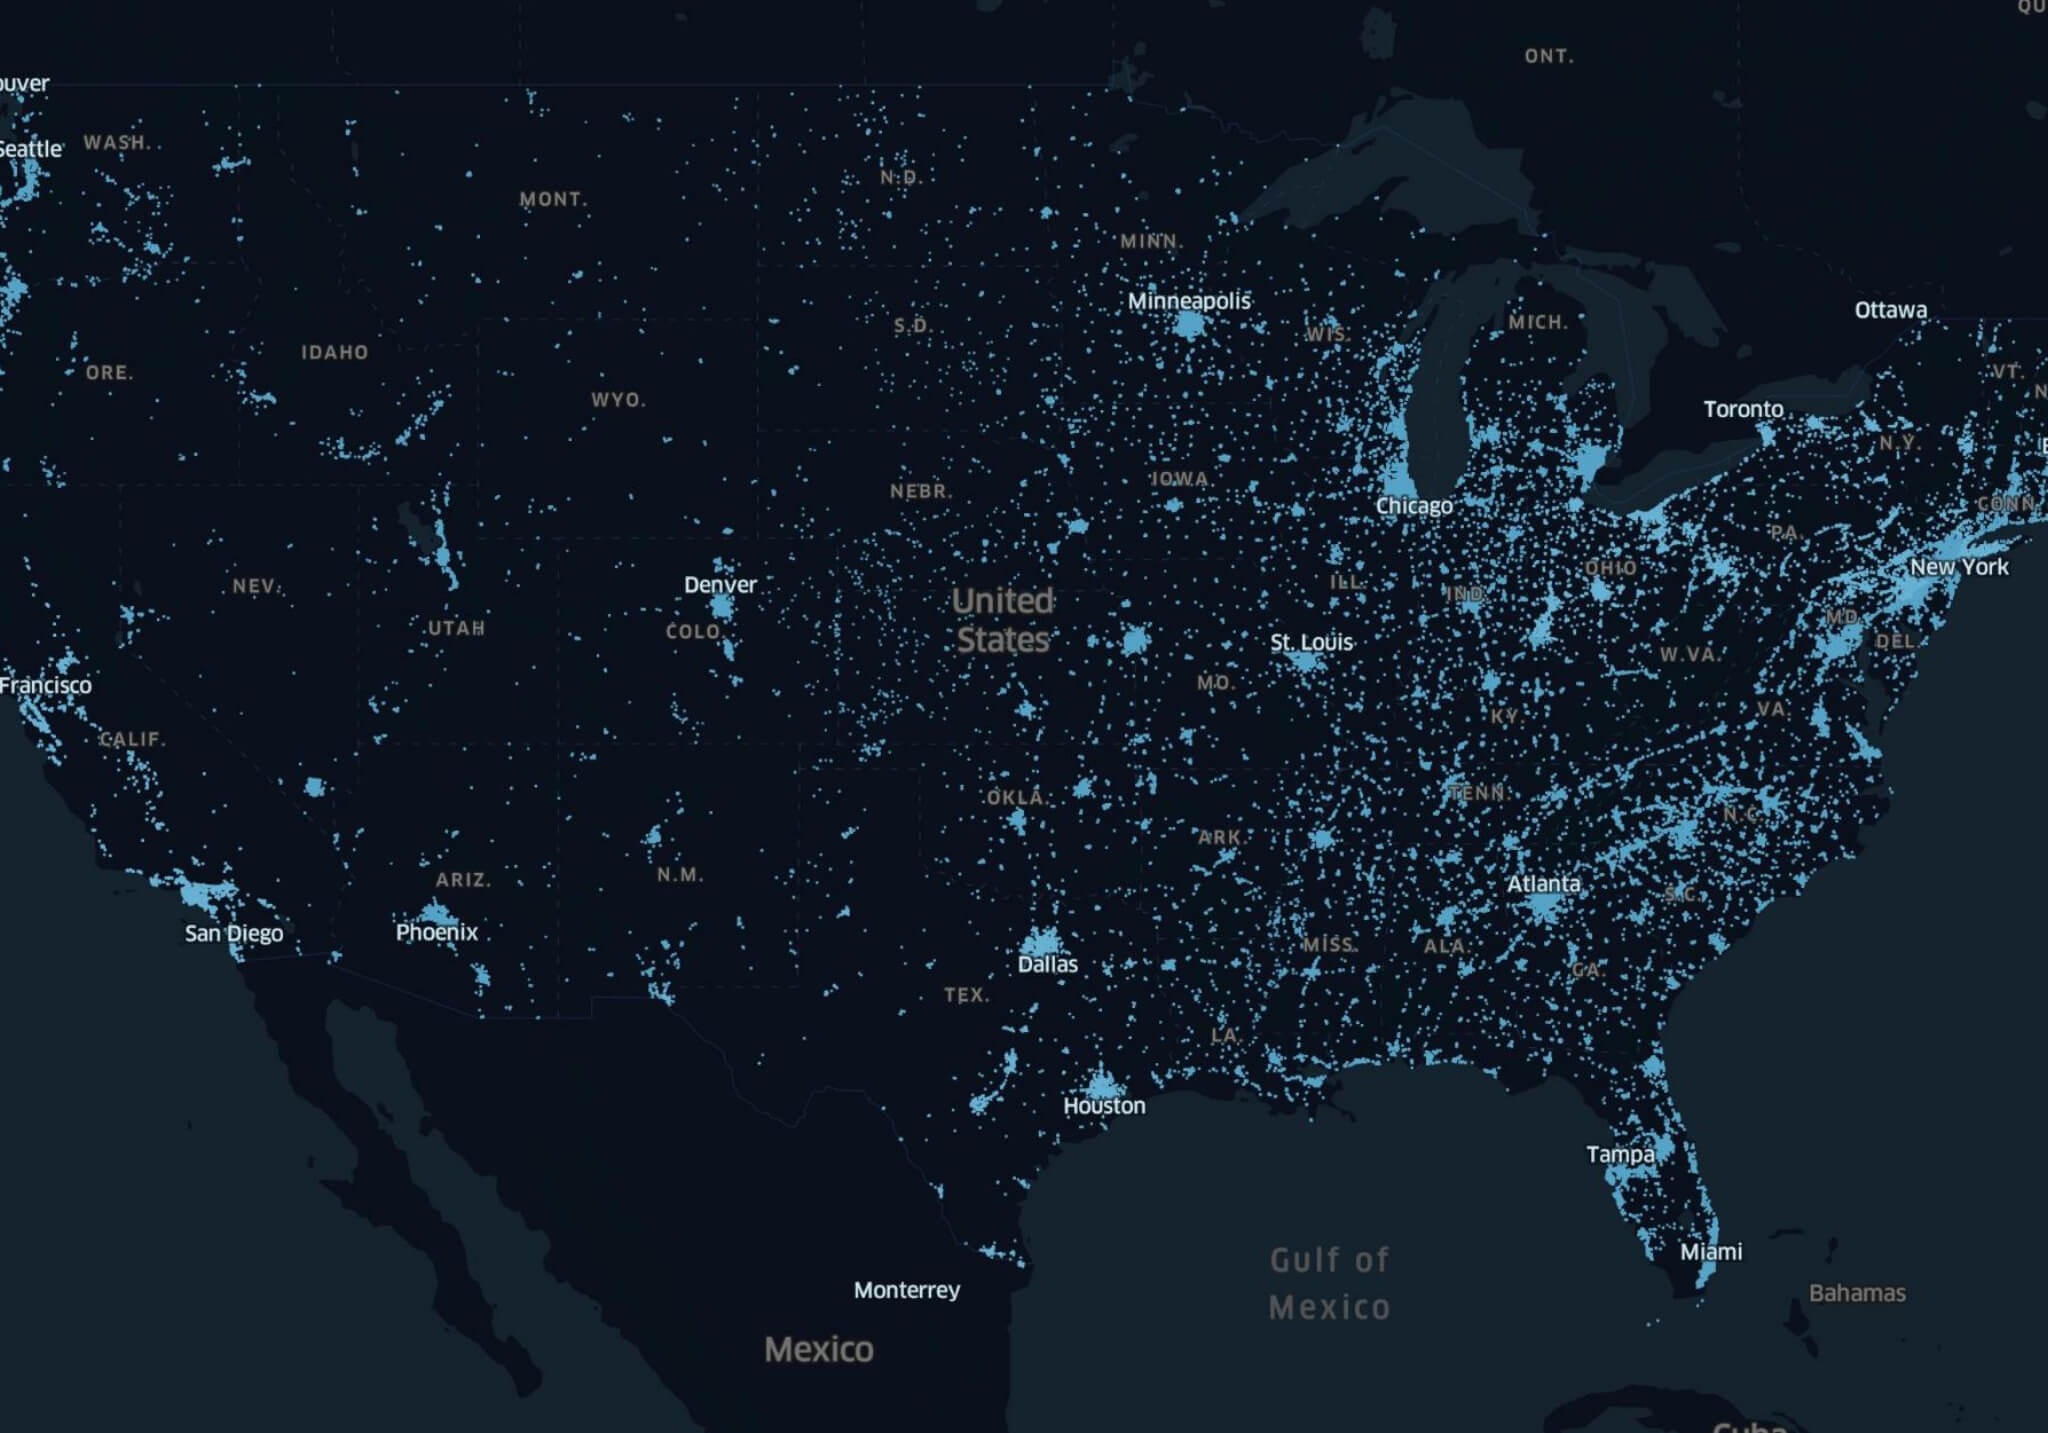 QU
ONT.
ouver
WASH.
Seattle
N.D.
MONT.
MINN.
Minneapolis
Ottawa
MICH.
S.D.
WIS.
IDAHO
ORE.
VT.
N
WYO.
Toronto
N.Y.
IOWA
NEBR.
Chicago
CONN.
PA.
New York
OHIO
ILL.
IND.
Denver
NEV.
United
States
UTAH
COLO.
MD.
DEL.
St. Louis
W.VA.
MO.
Francisco
KY.
VA.
CALIF.
TENN.
OKLA.
N.C.
ARK.
N.M.
ARIZ.
Atlanta
S.C.
San Diego
Phoenix
MISS.
ALA.
Dallas
GA.
TEX.
LA.
Houston
Tampa
Miami
Gulf of
Mexico
Monterrey
Bahamas
Mexico
Cuba